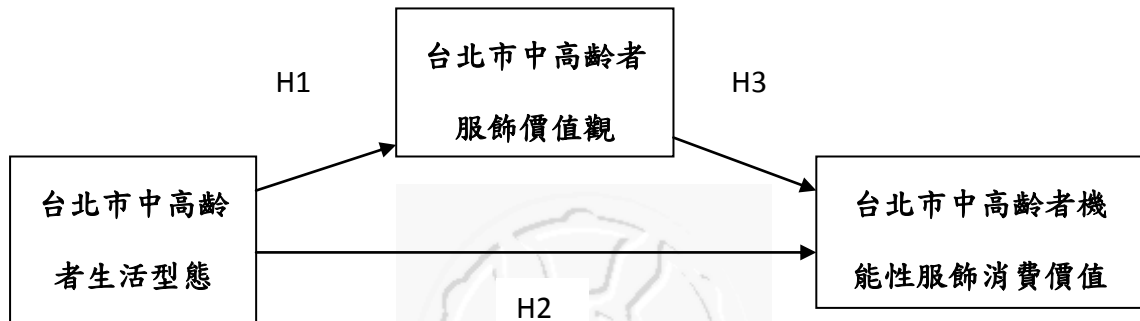 台北市中高齡者
服飾價值觀
H1
H3
台北市中高齡
者生活型態
台北市中高齡者機
能性服飾消費價值
H2